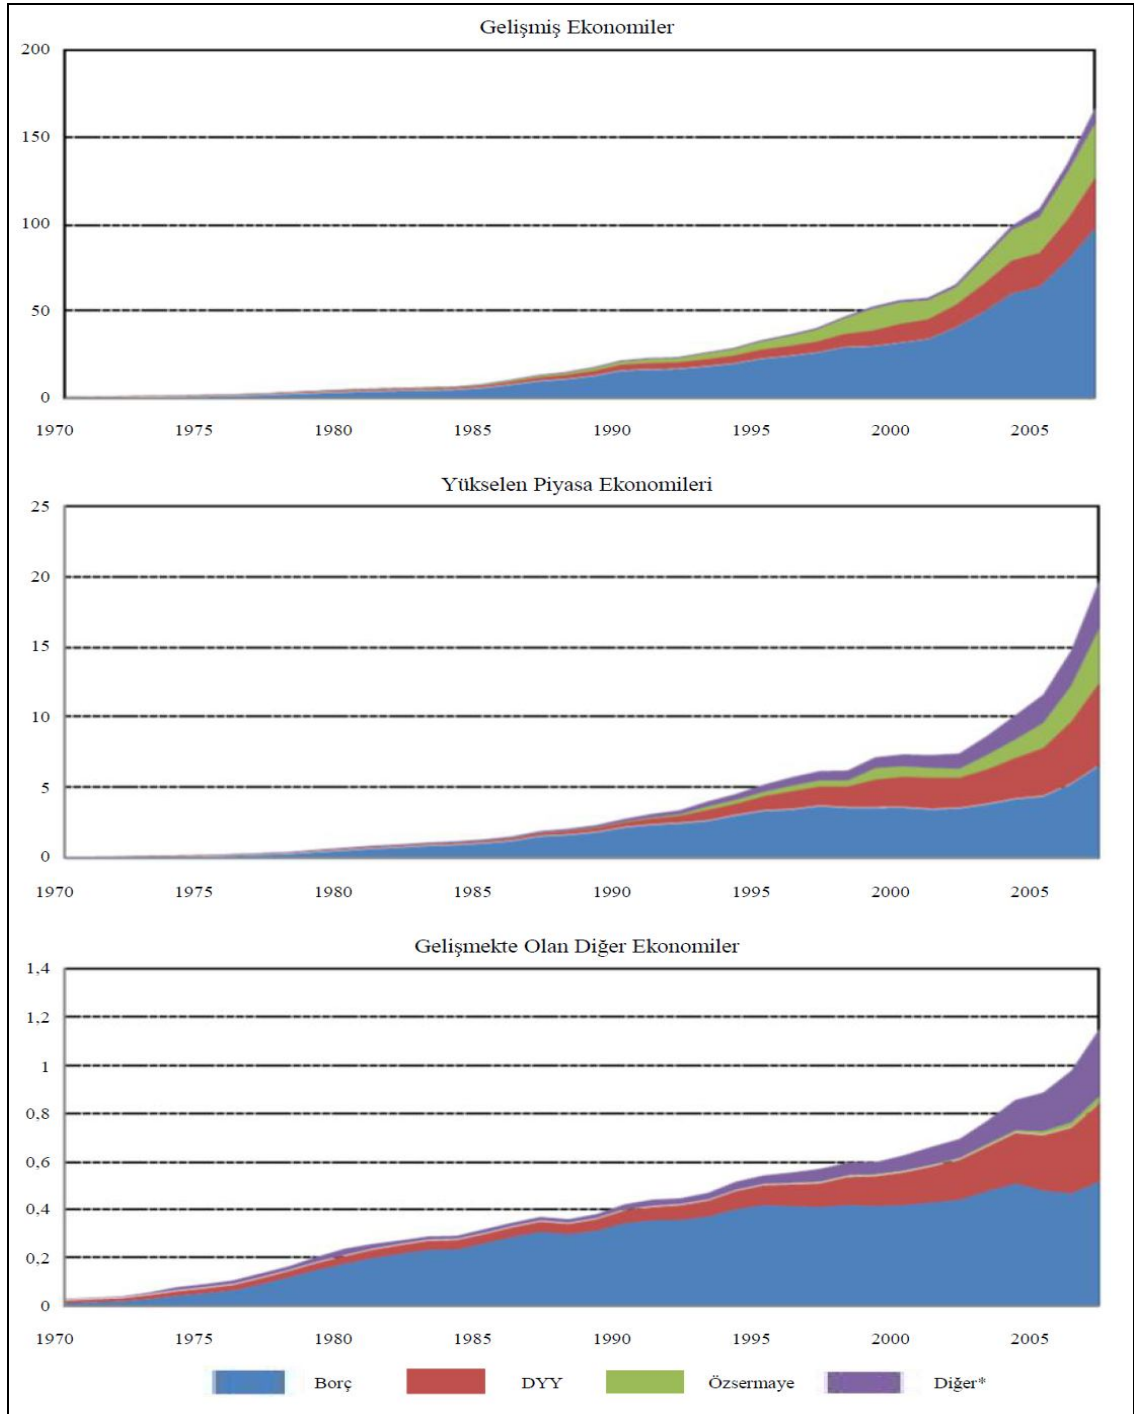 Gelişmiş Ekonomiler
200
150
100
50
0
1970 1975 1980 1985 1990 1995 2000 2005
Yükselen Piyasa Ekonomileri
25
20
15
10
5
0
1970 1975 1980 1985 1990 1995 2000 2005
Gelişmekte Olan Diğer Ekonomiler
1,4
1,2
1
0,8
0,6
0,4
0,2
0
1970 1975 1980 1985 1990 1995 2000 2005
Borç DYY Özsermaye Diğer*